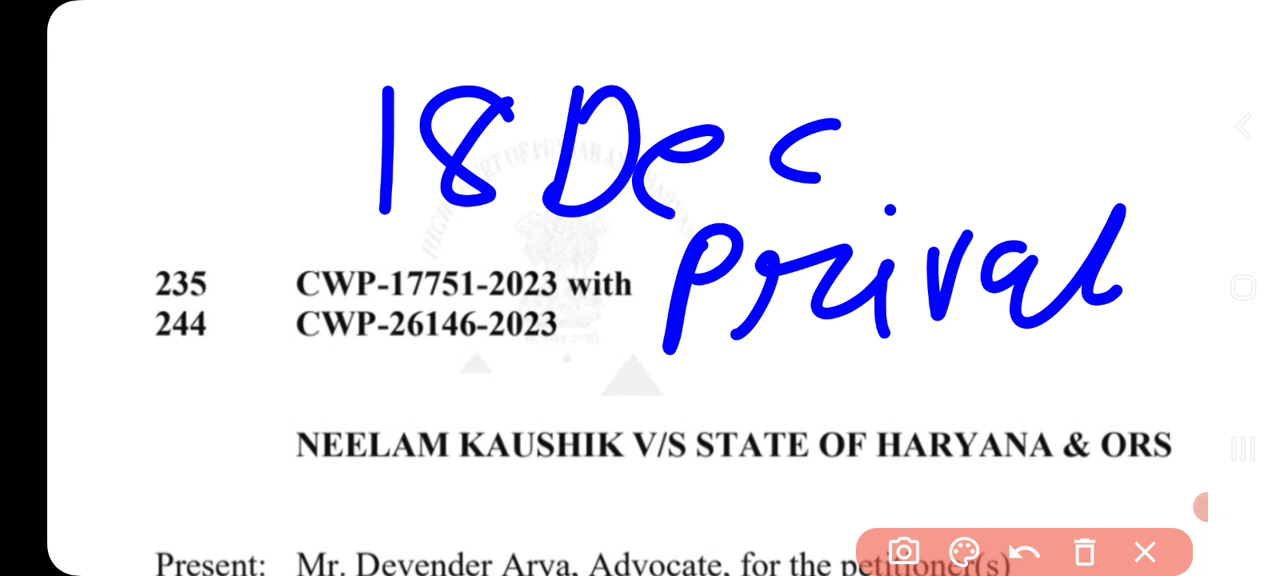 18 Dec
prival
235 CWP-17751-2023 with
244 CWP-26146-2023
NEELAM KAUSHIK V/S STATE OF HARYANA & ORS
Present: Mr. Devender Arya, Advocate, for the petitioner(s)